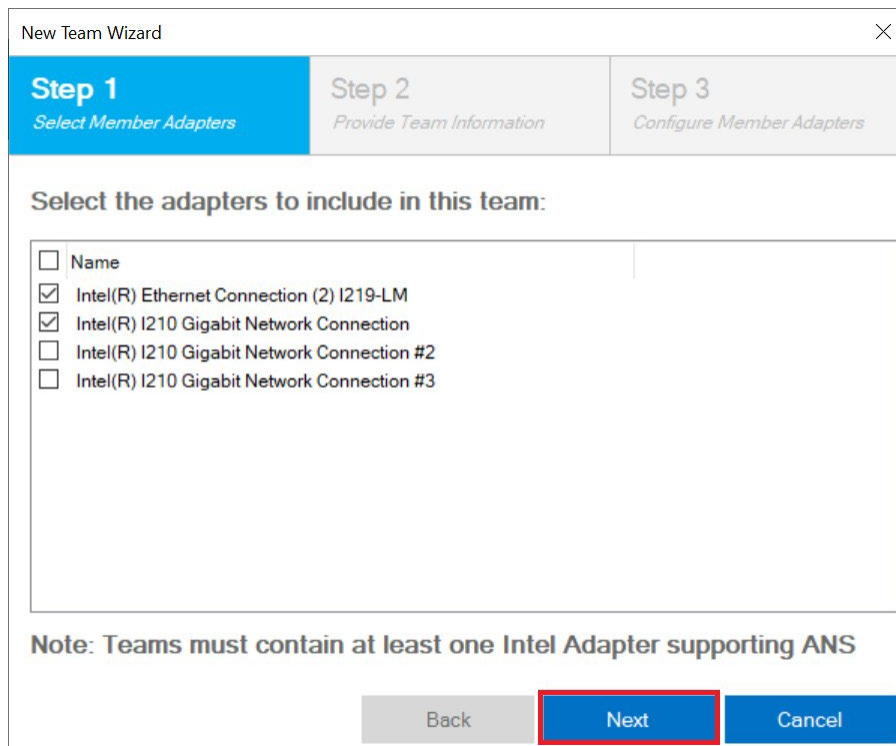 New Team Wizard
Step 1
Select Member Adapters
Step 2
Provide Team Information
Step 3
Configure Member Adapters
Select the adapters to include in this team:
Name
Intel(R) Ethernet Connection (2) I219-LM
Intel(R) I210 Gigabit Network Connection
Intel(R) I210 Gigabit Network Connection #2
Intel(R) I210 Gigabit Network Connection #3
Note: Teams must contain at least one Intel Adapter supporting ANS
Back
Next
Cancel